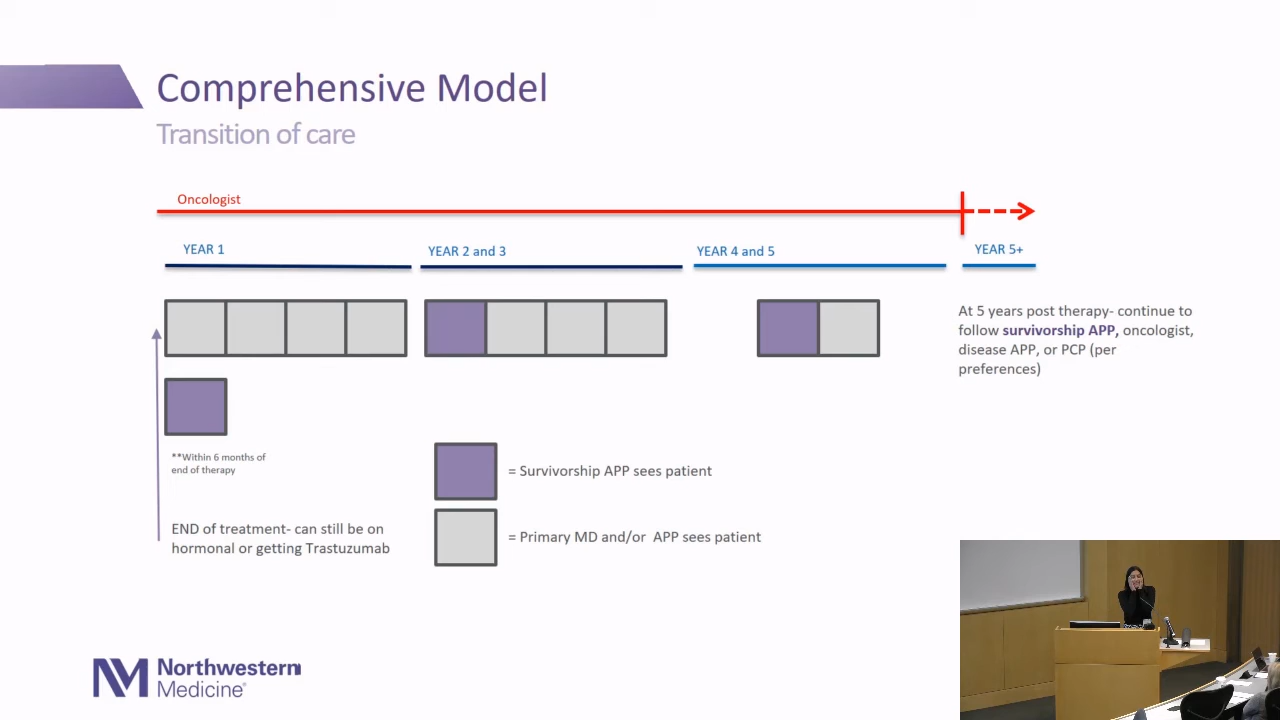 Comprehensive Model
Transition of care
Oncologist
YEAR 1
YEAR 2 and 3
YEAR 4 and 5
YEAR 5+
At 5 years post therapy- continue to
follow survivorship APP, oncologist,
disease APP, or PCP (per
preferences)
**Within 6 months of
end of therapy
= Survivorship APP sees patient
END of treatment- can still be on
hormonal or getting Trastuzumab
= Primary MD and/or  APP sees patient
NM Northwestern
Medicine®